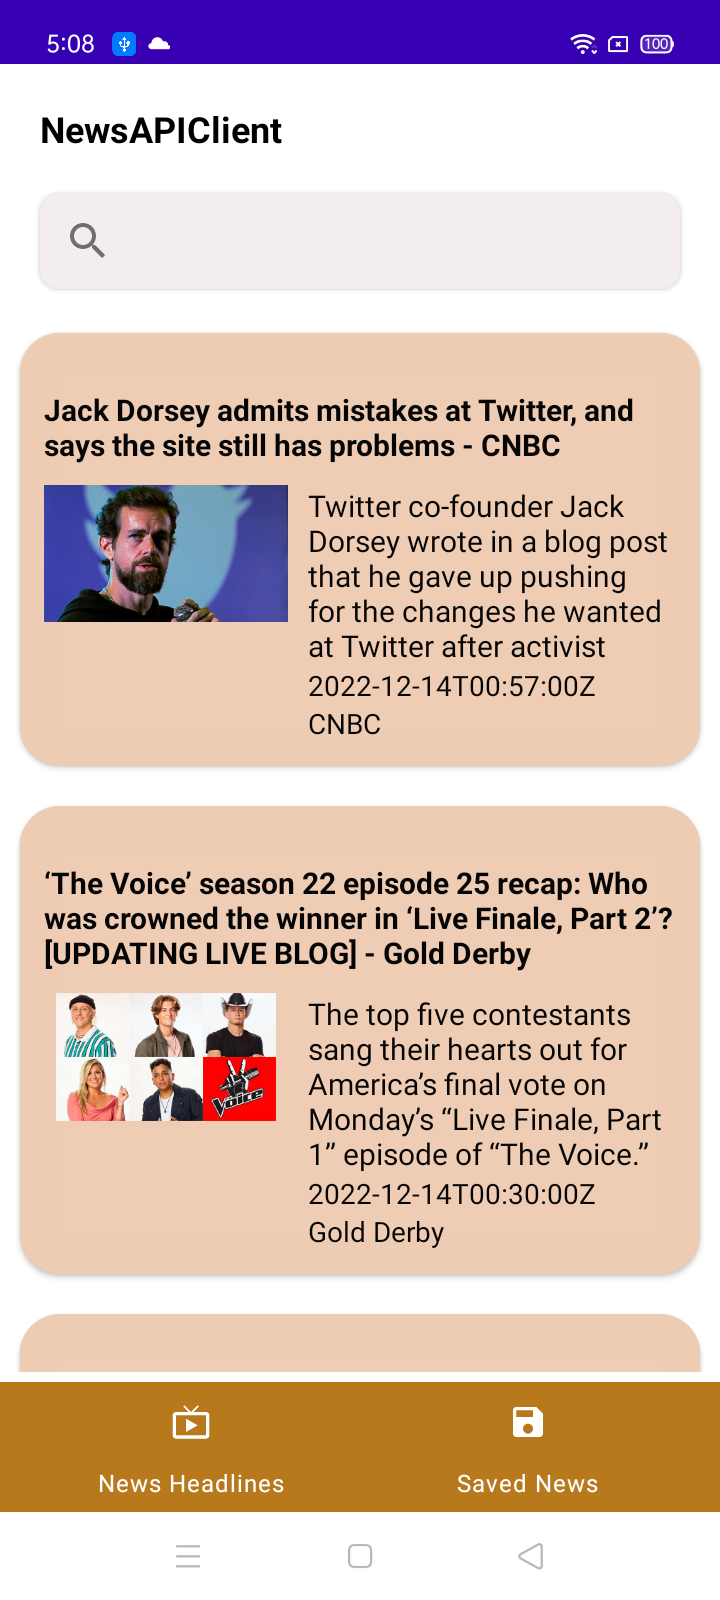 5:08
100
NewsAPIClient
Jack Dorsey admits mistakes at Twitter, and
says the site still has problems - CNBC
Twitter co-founder Jack
Dorsey wrote in a blog post
that he gave up pushing
for the changes he wanted
at Twitter after activist
2022-12-14T00:57:00Z
CNBC
‘The Voice’ season 22 episode 25 recap: Who
was crowned the winner in ‘Live Finale, Part 2’?
[UPDATING LIVE BLOG] - Gold Derby
Voice
The top five contestants
sang their hearts out for
America’s final vote on
Monday’s “Live Finale, Part
1” episode of “The Voice.”
2022-12-14T00:30:00Z
Gold Derby
News Headlines
Saved News